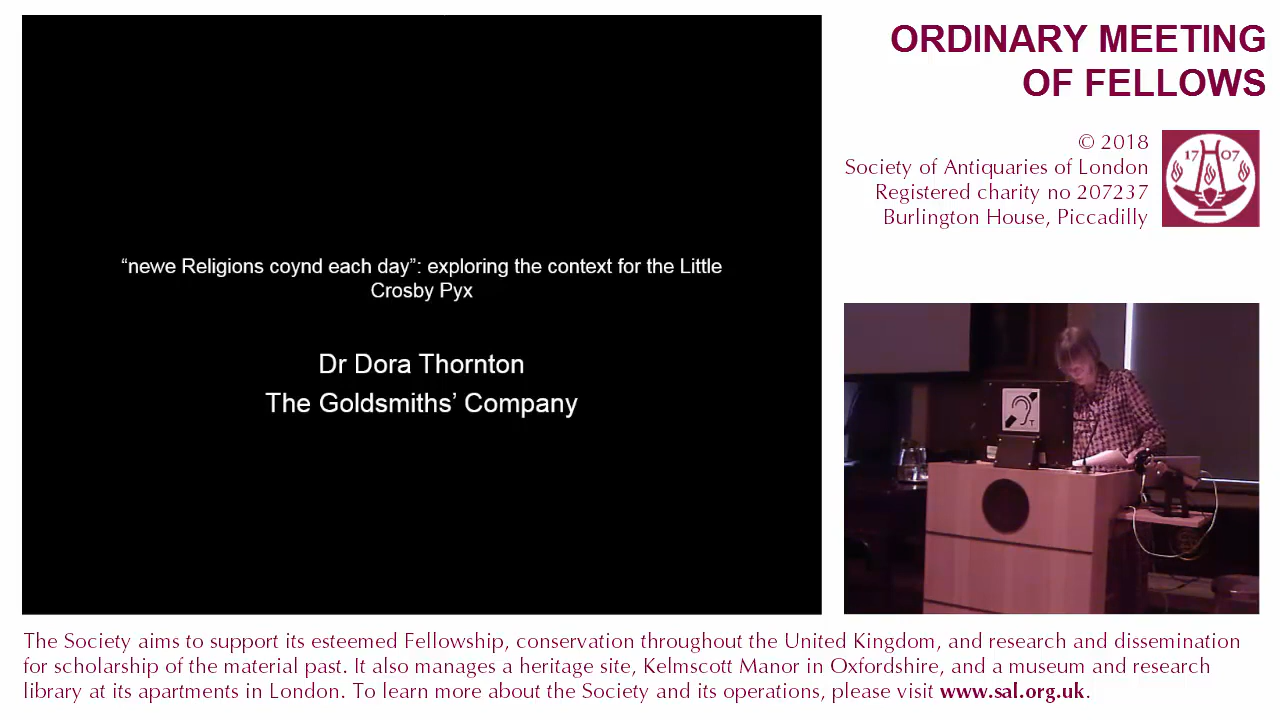 ORDINARY MEETING
OF FELLOWS
© 2018
Society of Antiquaries of London
Registered charity no 207237
Burlington House, Piccadilly
17 07
“newe Religions coynd each day”: exploring the context for the Little
Crosby Pyx
Dr Dora Thornton
The Goldsmiths’ Company
T
The Society aims to support its esteemed Fellowship, conservation throughout the United Kingdom, and research and dissemination
for scholarship of the material past. It also manages a heritage site, Kelmscott Manor in Oxfordshire, and a museum and research
library at its apartments in London. To learn more about the Society and its operations, please visit www.sal.org.uk.